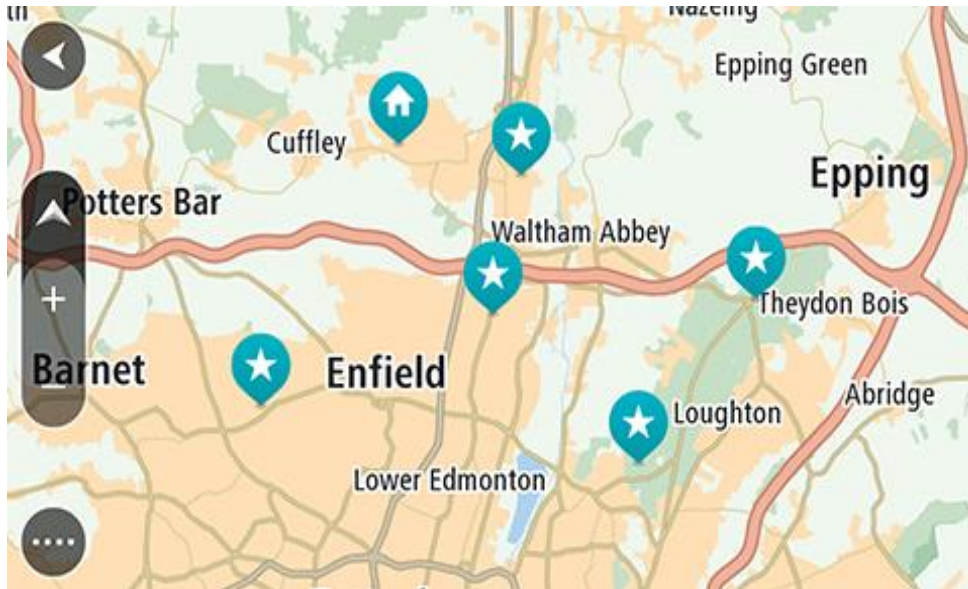 Nazeing
Epping Green
Cuffley
Epping
Potters Bar
Waltham Abbey
Theydon Bois
Barnet
Enfield
Abridge
Loughton
Lower Edmonton